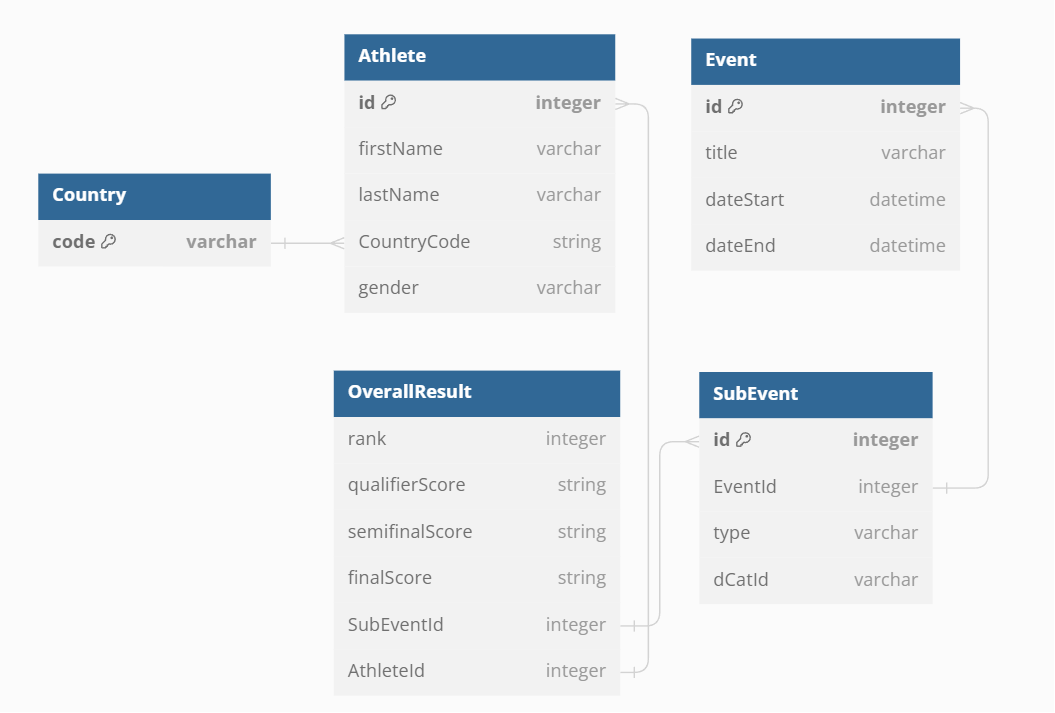 Athlete
id integer
firstName varchar
lastName varchar
CountryCode string
gender varchar
Event
id integer
title varchar
dateStart datetime
dateEnd datetime
Country
code varchar
OverallResult
rank integer
qualifierScore string
semifinalScore string
finalScore string
SubEventId integer
AthleteId integer
SubEvent
id integer
EventId integer
type varchar
dCatId varchar